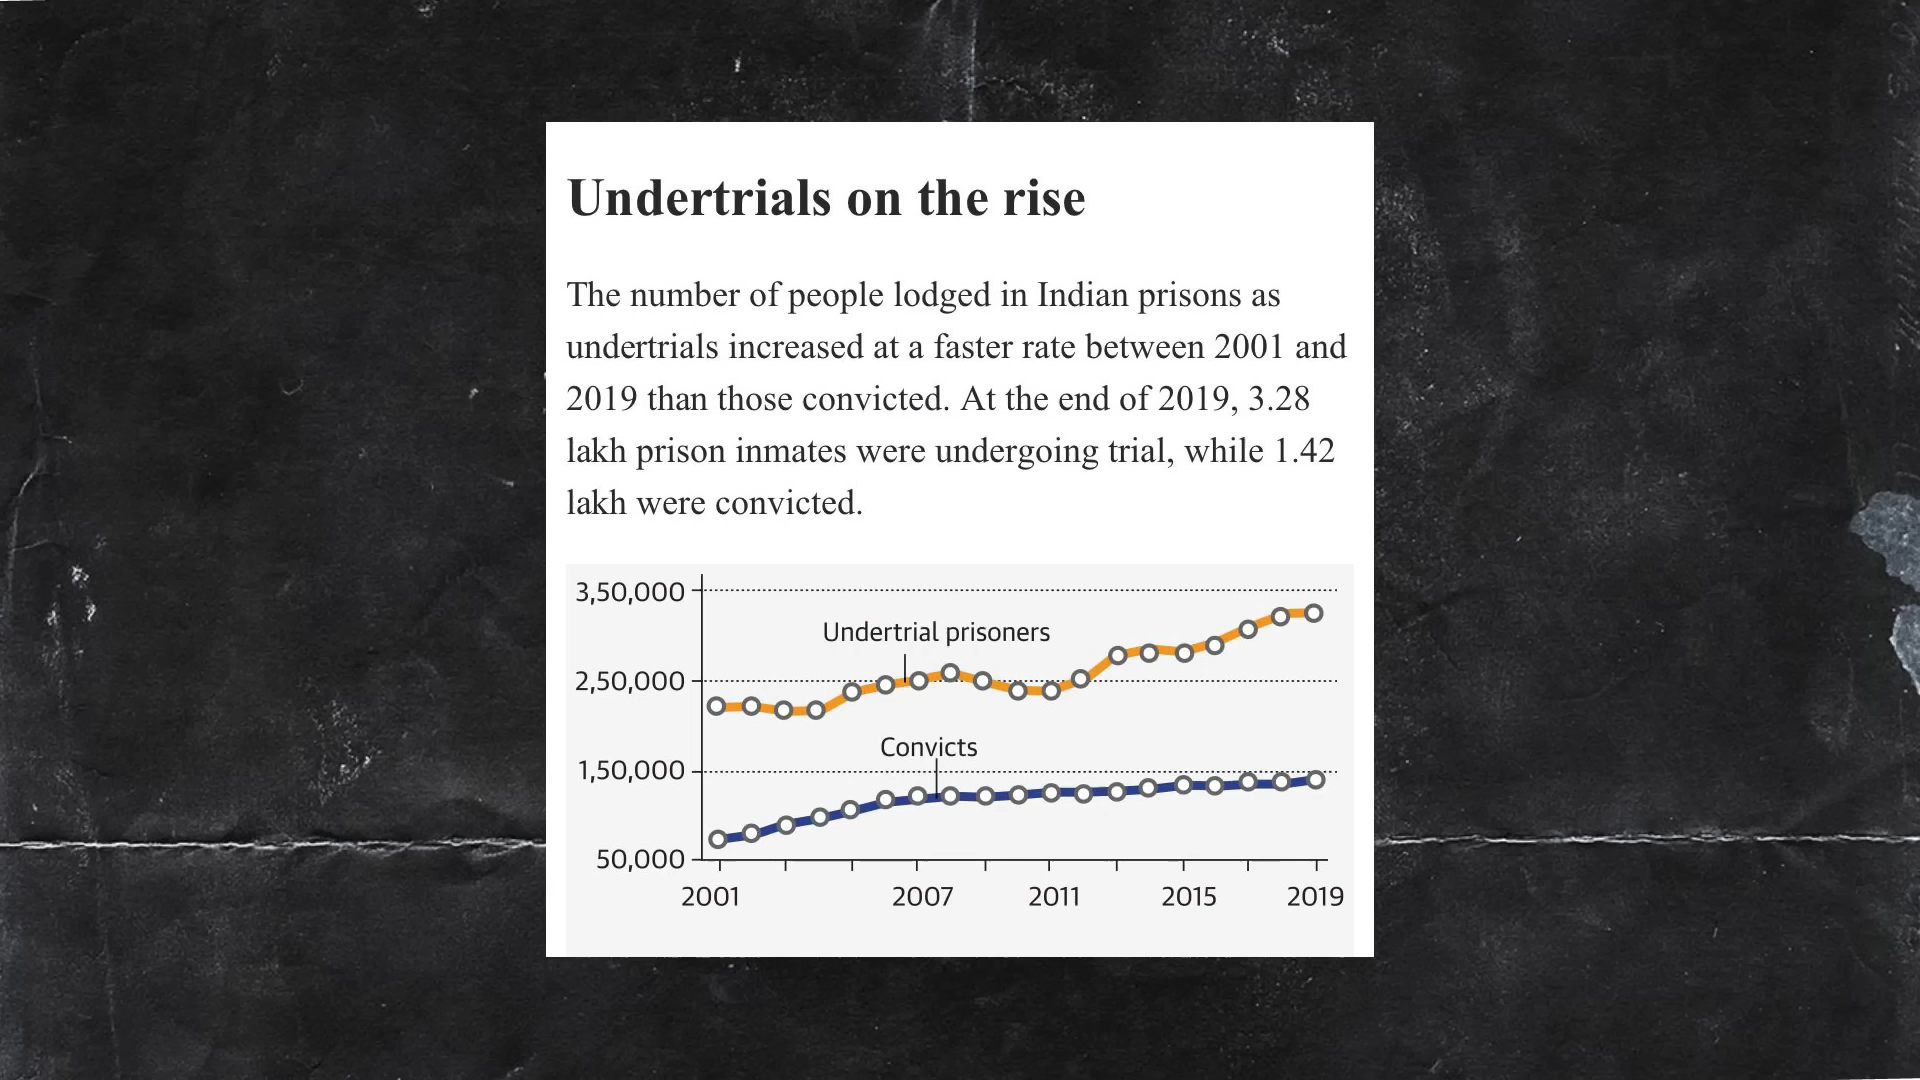 Undertrials on the rise
The number of people lodged in Indian prisons as
undertrials increased at a faster rate between 2001 and
2019 than those convicted. At the end of 2019, 3.28
lakh prison inmates were undergoing trial, while 1.42
lakh were convicted.
3,50,000
Undertrial prisoners
2,50,000
Convicts
1,50,000
50,000
2001 2007 2011 2015 2019